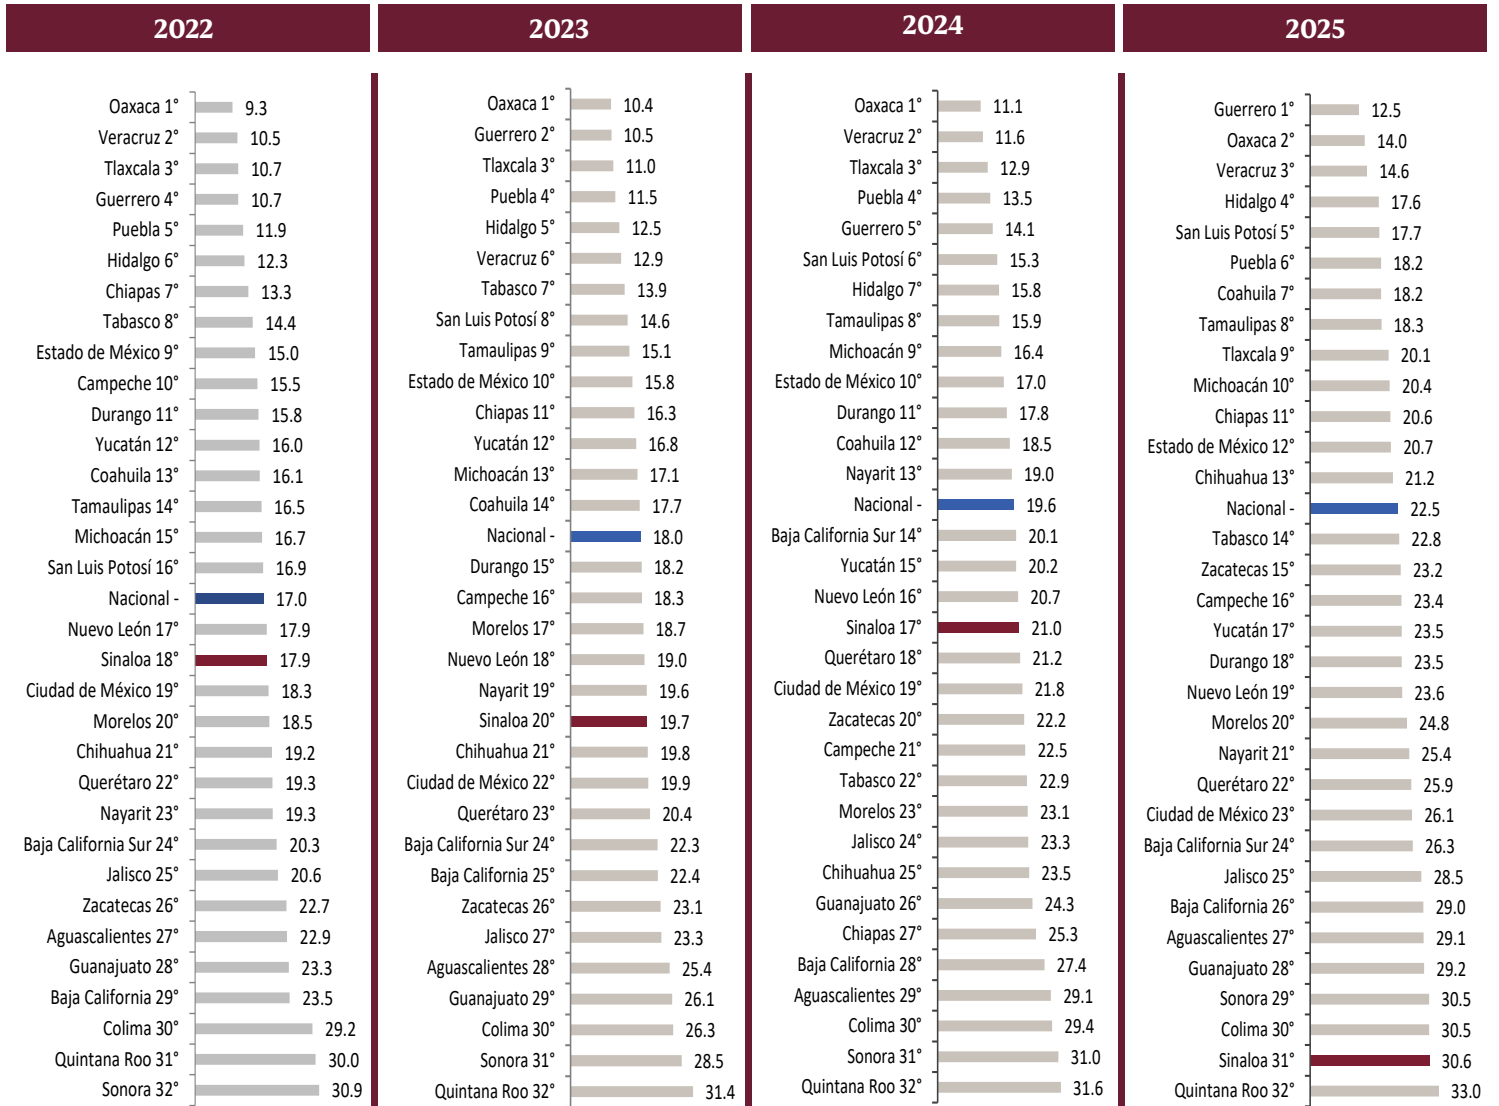 2022
Oaxaca 1° 9.3
Veracruz 2° 10.5
Tlaxcala 3° 10.7
Guerrero 4° 10.7
Puebla 5° 11.9
Hidalgo 6° 12.3
Chiapas 7° 13.3
Tabasco 8° 14.4
Estado de México 9° 15.0
Campeche 10° 15.5
Durango 11° 15.8
Yucatán 12° 16.0
Coahuila 13° 16.1
Tamaulipas 14° 16.5
Michoacán 15° 16.7
San Luis Potosí 16° 16.9
Nacional - 17.0
Nuevo León 17° 17.9
Sinaloa 18° 17.9
Ciudad de México 19° 18.3
Morelos 20° 18.5
Chihuahua 21° 19.2
Querétaro 22° 19.3
Nayarit 23° 19.3
Baja California Sur 24° 20.3
Jalisco 25° 20.6
Zacatecas 26° 22.7
Aguascalientes 27° 22.9
Guanajuato 28° 23.3
Baja California 29° 23.5
Colima 30° 29.2
Quintana Roo 31° 30.0
Sonora 32° 30.9
2023
Oaxaca 1° 10.4
Guerrero 2° 10.5
Tlaxcala 3° 11.0
Puebla 4° 11.5
Hidalgo 5° 12.5
Veracruz 6° 12.9
Tabasco 7° 13.9
San Luis Potosí 8° 14.6
Tamaulipas 9° 15.1
Estado de México 10° 15.8
Chiapas 11° 16.3
Yucatán 12° 16.8
Michoacán 13° 17.1
Coahuila 14° 17.7
Nacional - 18.0
Durango 15° 18.2
Campeche 16° 18.3
Morelos 17° 18.7
Nuevo León 18° 19.0
Nayarit 19° 19.6
Sinaloa 20° 19.7
Chihuahua 21° 19.8
Ciudad de México 22° 19.9
Querétaro 23° 20.4
Baja California Sur 24° 22.3
Baja California 25° 22.4
Zacatecas 26° 23.1
Jalisco 27° 23.3
Aguascalientes 28° 25.4
Guanajuato 29° 26.1
Colima 30° 26.3
Sonora 31° 28.5
Quintana Roo 32° 31.4
2024
Oaxaca 1° 11.1
Veracruz 2° 11.6
Tlaxcala 3° 12.9
Puebla 4° 13.5
Guerrero 5° 14.1
San Luis Potosí 6° 15.3
Hidalgo 7° 15.8
Tamaulipas 8° 15.9
Michoacán 9° 16.4
Estado de México 10° 17.0
Durango 11° 17.8
Coahuila 12° 18.5
Nayarit 13° 19.0
Nacional - 19.6
Baja California Sur 14° 20.1
Yucatán 15° 20.2
Nuevo León 16° 20.7
Sinaloa 17° 21.0
Querétaro 18° 21.2
Ciudad de México 19° 21.8
Zacatecas 20° 22.2
Campeche 21° 22.5
Tabasco 22° 22.9
Morelos 23° 23.1
Jalisco 24° 23.3
Chihuahua 25° 23.5
Guanajuato 26° 24.3
Chiapas 27° 25.3
Baja California 28° 27.4
Aguascalientes 29° 29.1
Colima 30° 29.4
Sonora 31° 31.0
Quintana Roo 32° 31.6
2025
Guerrero 1° 12.5
Oaxaca 2° 14.0
Veracruz 3° 14.6
Hidalgo 4° 17.6
San Luis Potosí 5° 17.7
Puebla 6° 18.2
Coahuila 7° 18.2
Tamaulipas 8° 18.3
Tlaxcala 9° 20.1
Michoacán 10° 20.4
Chiapas 11° 20.6
Estado de México 12° 20.7
Chihuahua 13° 21.2
Nacional - 22.5
Tabasco 14° 22.8
Zacatecas 15° 23.2
Campeche 16° 23.4
Yucatán 17° 23.5
Durango 18° 23.5
Nuevo León 19° 23.6
Morelos 20° 24.8
Nayarit 21° 25.4
Querétaro 22° 25.9
Ciudad de México 23° 26.1
Baja California Sur 24° 26.3
Jalisco 25° 28.5
Baja California 26° 29.0
Aguascalientes 27° 29.1
Guanajuato 28° 29.2
Sonora 29° 30.5
Colima 30° 30.5
Sinaloa 31° 30.6
Quintana Roo 32° 33.0